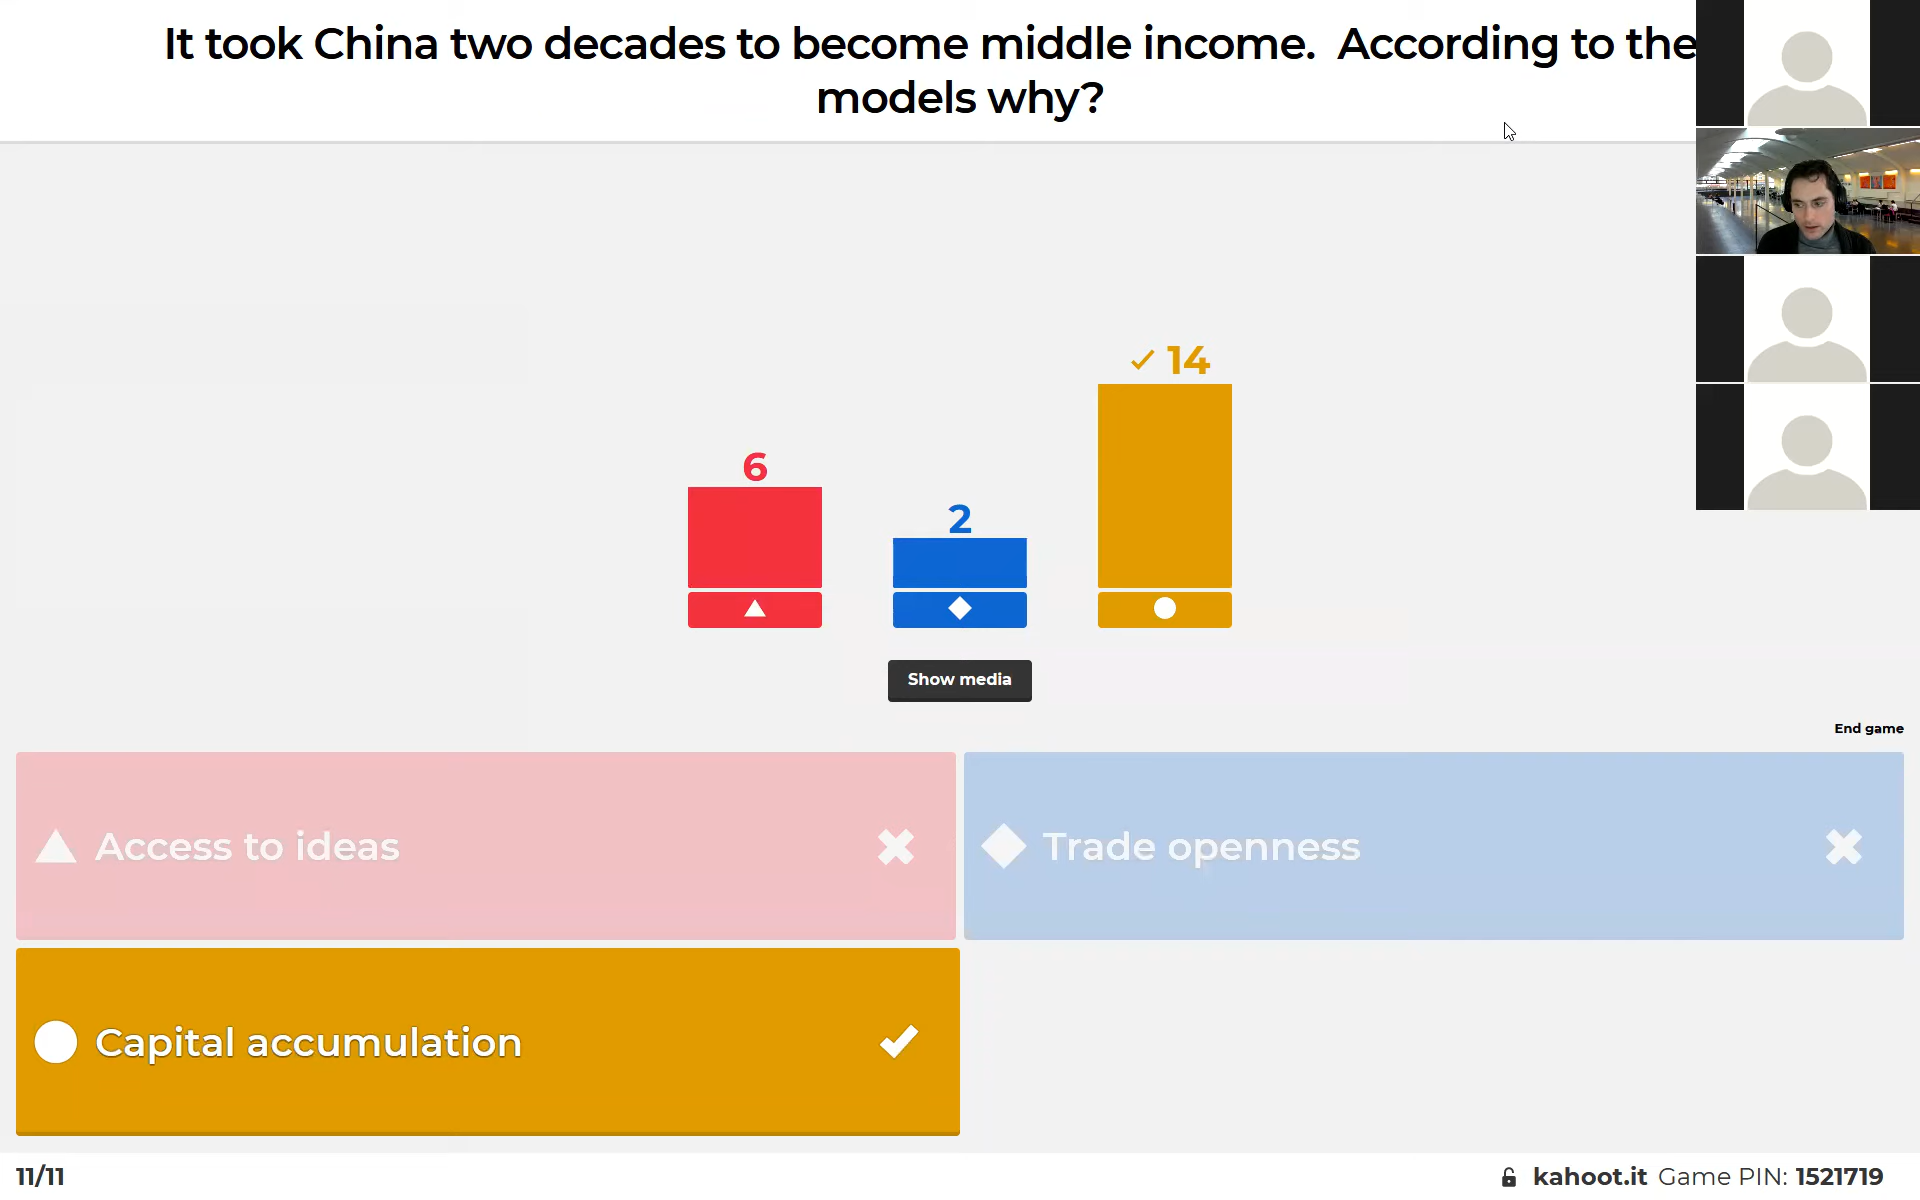 It took China two decades to become middle income.  According to the
models why?
14
6
2
Show media
End game
Access to ideas
Trade openness
Capital accumulation
11/11
kahoot.it Game PIN: 1521719